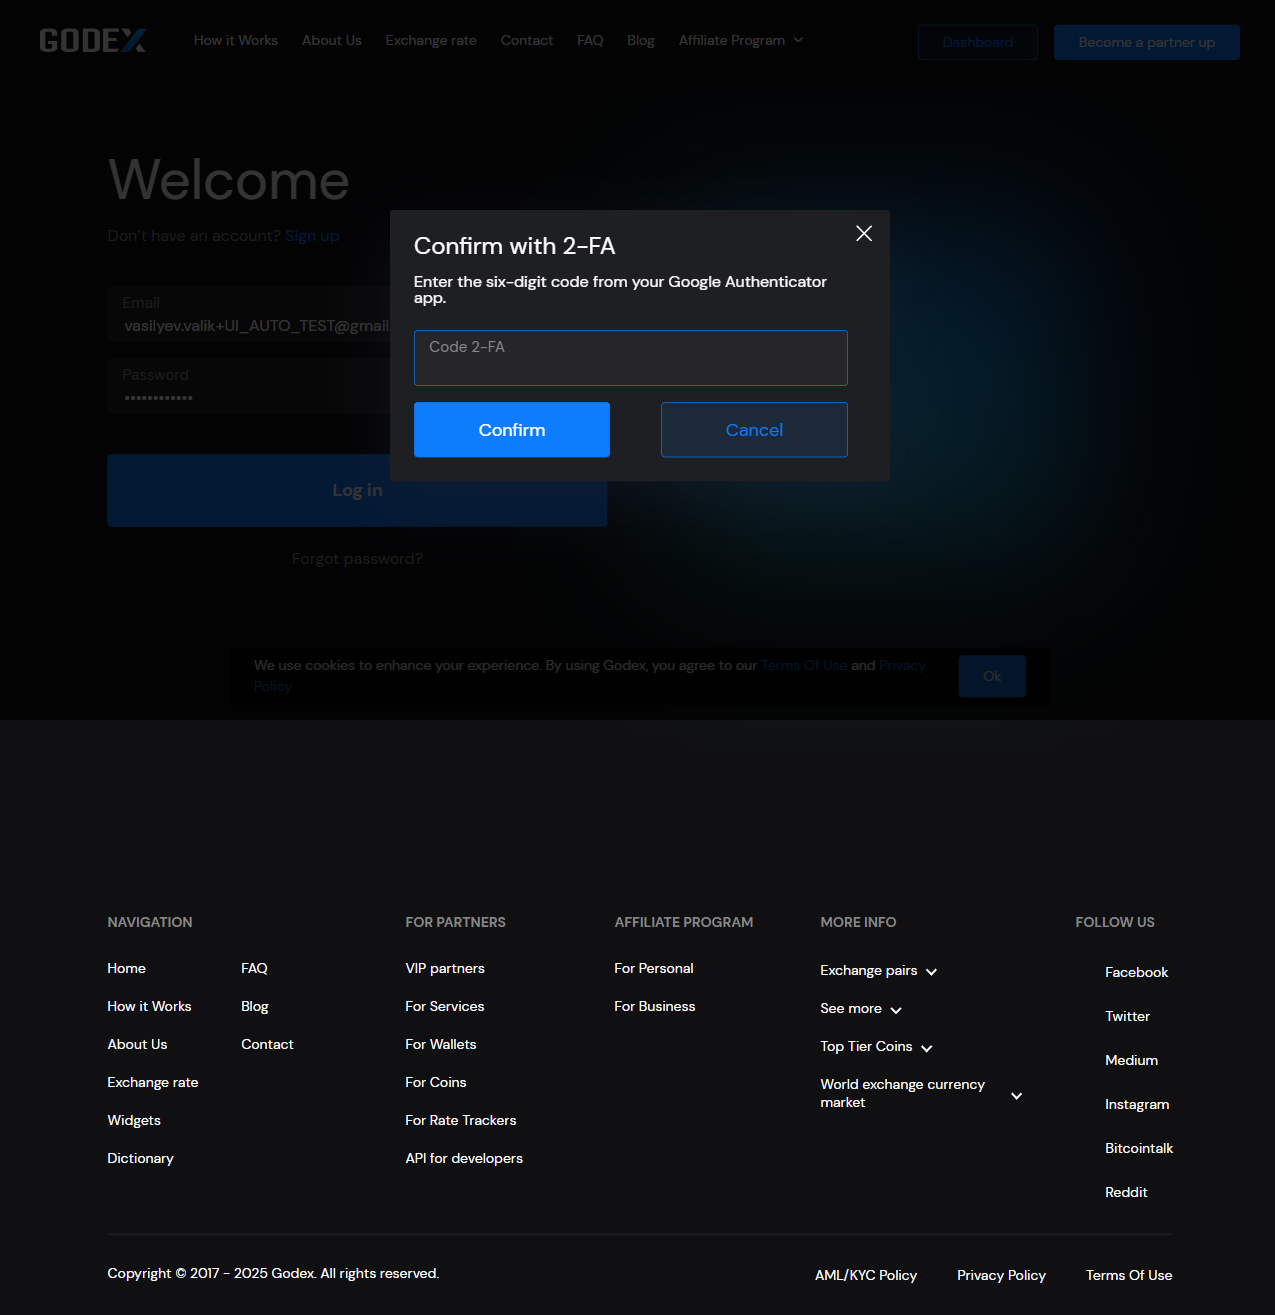 GODEX
How it Works
About Us
Exchange rate
Contact
FAQ
Blog
Affiliate Program
Dashboard
Become a partner up
Welcome
Don't have an account? Sign up
Email
vasilyev.valik+UI_AUTO_TEST@gmail.
Password
Log in
Forgot password?
Confirm with 2-FA
Enter the six-digit code from your Google Authenticator
app.
Code 2-FA
Confirm
Cancel
We use cookies to enhance your experience. By using Godex, you agree to our Terms Of Use and Privacy
Policy
Ok
NAVIGATION
Home
How it Works
About Us
Exchange rate
Widgets
Dictionary
FAQ
Blog
Contact
FOR PARTNERS
VIP partners
For Services
For Wallets
For Coins
For Rate Trackers
API for developers
AFFILIATE PROGRAM
For Personal
For Business
MORE INFO
Exchange pairs
See more
Top Tier Coins
World exchange currency
market
FOLLOW US
Facebook
Twitter
Medium
Instagram
Bitcointalk
Reddit
Copyright © 2017 - 2025 Godex. All rights reserved.
AML/KYC Policy
Privacy Policy
Terms Of Use